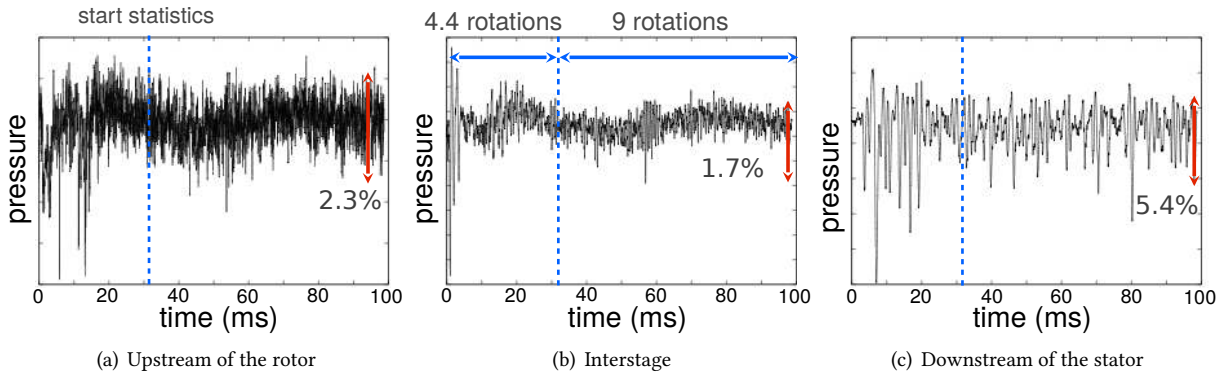 start statistics
pressure
2.3%
0 20 40 60 80 100
time (ms)
(a) Upstream of the rotor
4.4 rotations 9 rotations
pressure
1.7%
0 20 40 60 80 100
time (ms)
(b) Interstage
pressure
5.4%
0 20 40 60 80 100
time (ms)
(c) Downstream of the stator